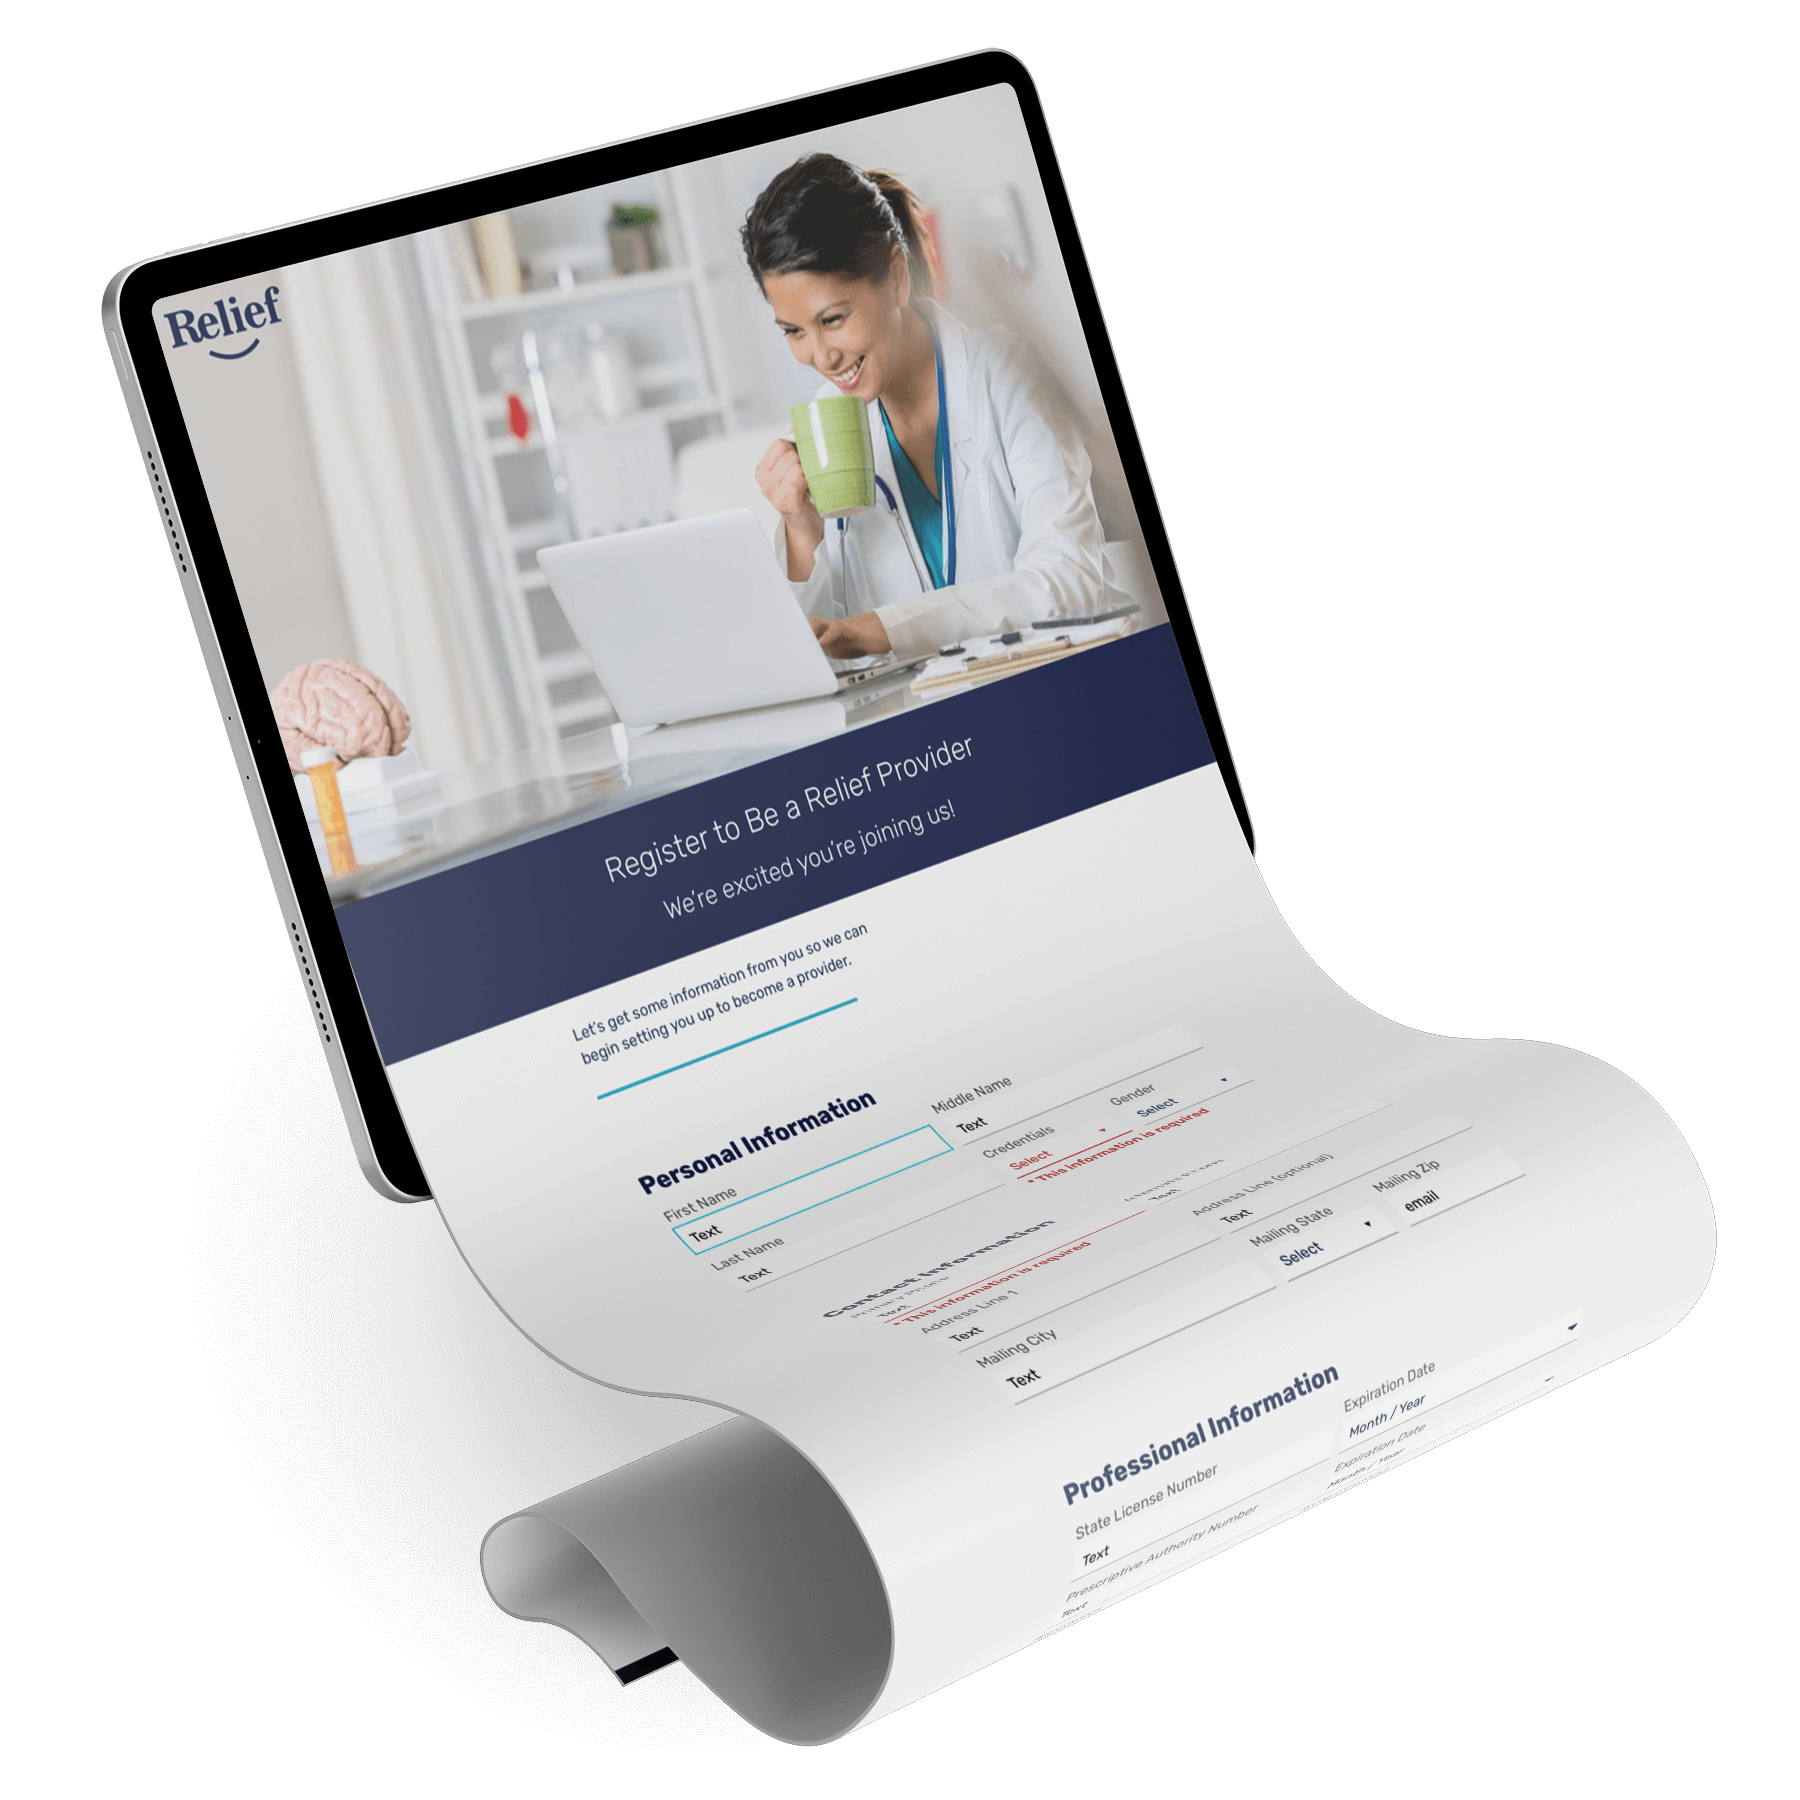 Relief
Register to Be a Relief Provider
We're excited you're joining us!
Let's get some information from you so we can
begin setting you up to become a provider.
Personal Information
First Name
Text
Middle Name
Text
Last Name
Text
Credentials
Select
* This information is required
Gender
Select
Contact Information
Primary Phone
Text
* This information is required
Text
Address Line 1
Text
Address Line (optional)
Text
Mailing City
Text
Mailing State
Select
Mailing Zip
email
Professional Information
State License Number
Text
Expiration Date
Month / Year
Prescriptive Authority Number
Text
Expiration Date
Month / Year